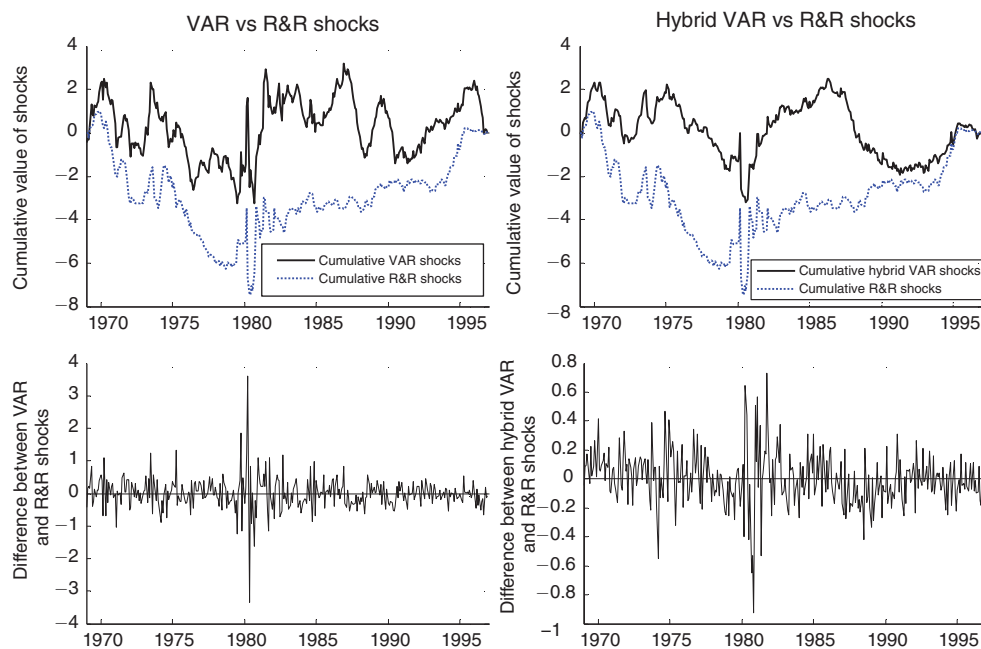 VAR vs R&R shocks
Cumulative value of shocks
4
2
0
−2
−4
−6
−8
Cumulative VAR shocks
Cumulative R&R shocks
1970 1975 1980 1985 1990 1995
Hybrid VAR vs R&R shocks
Cumulative value of shocks
4
2
0
−2
−4
−6
−8
Cumulative hybrid VAR shocks
Cumulative R&R shocks
1970 1975 1980 1985 1990 1995
Difference between VAR
and R&R shocks
4
3
2
1
0
−1
−2
−3
−4
1970 1975 1980 1985 1990 1995
Difference between hybrid VAR
and R&R shocks
0.8
0.6
0.4
0.2
0
−0.2
−0.4
−0.6
−0.8
−1
1970 1975 1980 1985 1990 1995